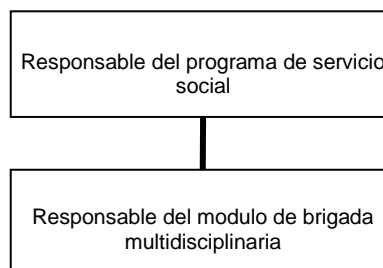 Responsable del programa de servicio
social
Responsable del modulo de brigada
multidisciplinaria